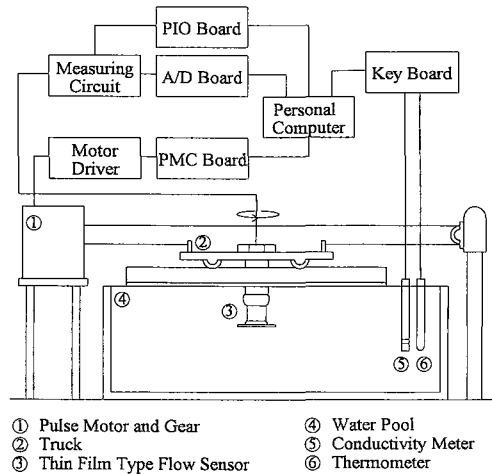 PIO Board
Measuring Circuit
A/D Board
Key Board
Personal Computer
Motor Driver
PMC Board
①
②
③
④
⑤
⑥
① Pulse Motor and Gear
② Truck
③ Thin Film Type Flow Sensor
④ Water Pool
⑤ Conductivity Meter
⑥ Thermometer